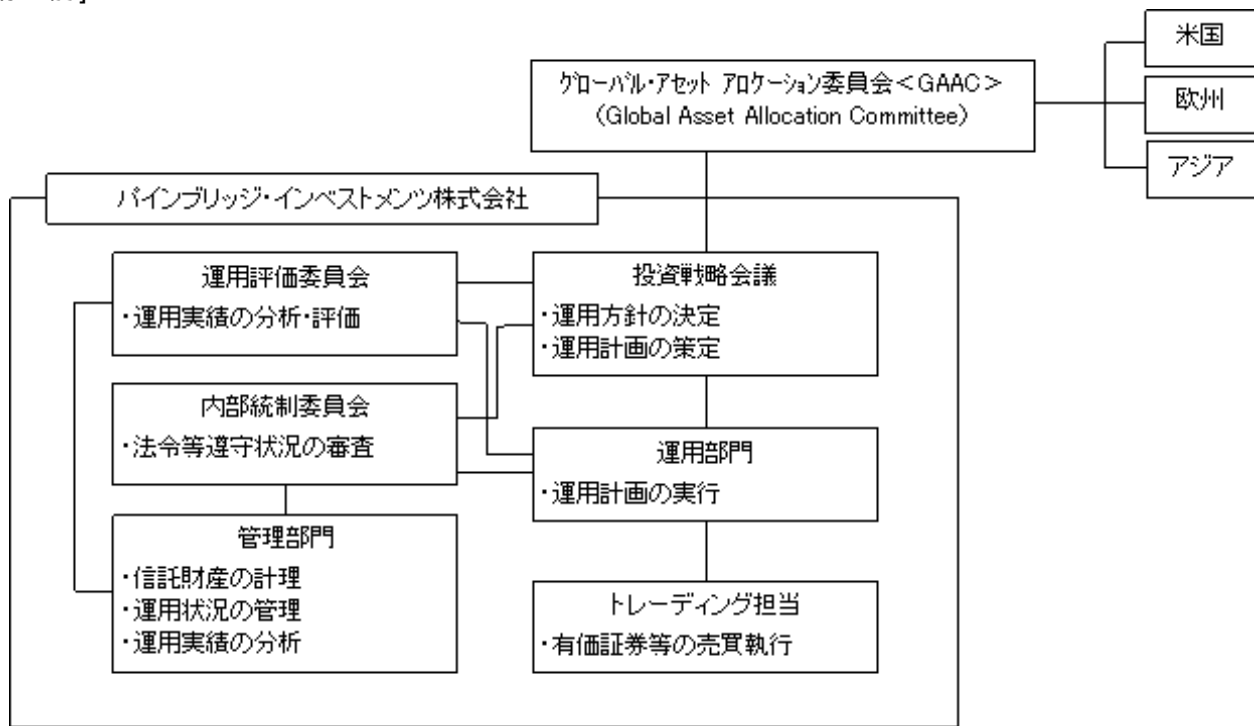 米国
グローバル・アセット アロケーション委員会<GAAC>
(Global Asset Allocation Committee)
欧州
アジア
パインブリッジ・インベストメンツ株式会社
運用評価委員会
・運用実績の分析・評価
投資戦略会議
・運用方針の決定
・運用計画の策定
内部統制委員会
・法令等遵守状況の審査
運用部門
・運用計画の実行
管理部門
・信託財産の計理
・運用状況の管理
・運用実績の分析
トレーディング担当
・有価証券等の売買執行